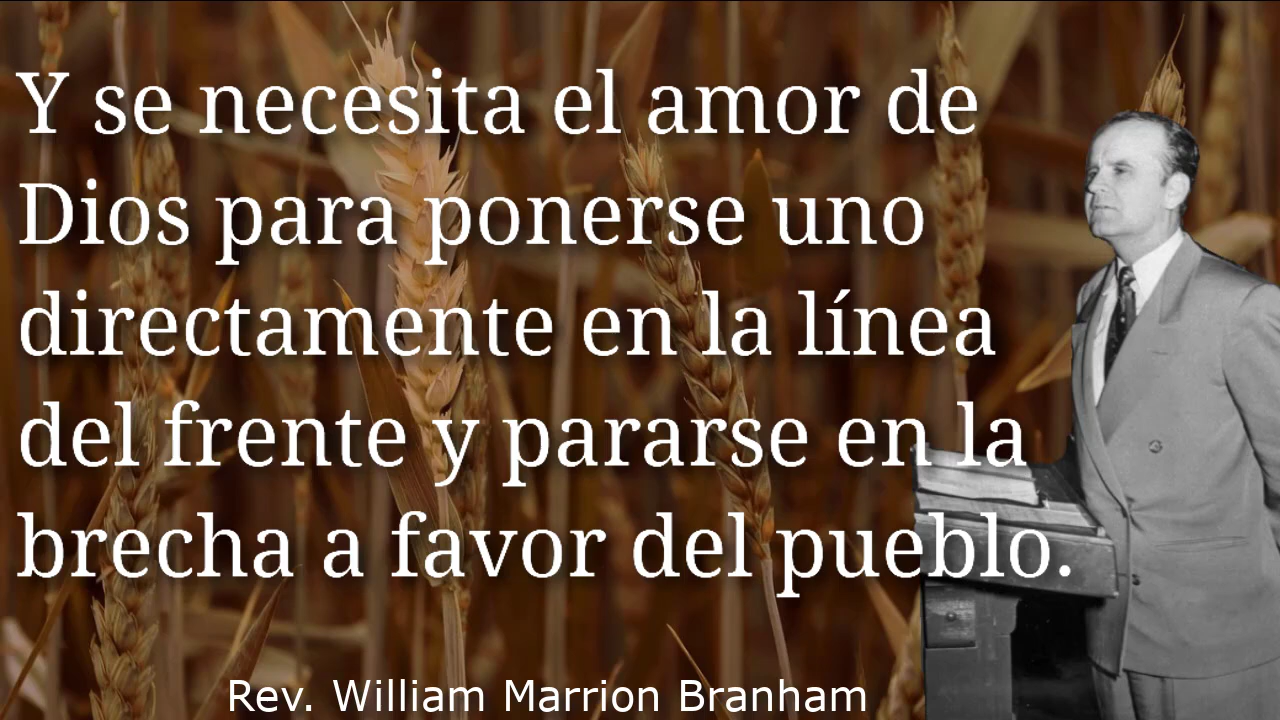 Y se necesita el amor de
Dios para ponerse uno
directamente en la línea
del frente y pararse en la
brecha a favor del pueblo.
Rev. William Marrion Branham